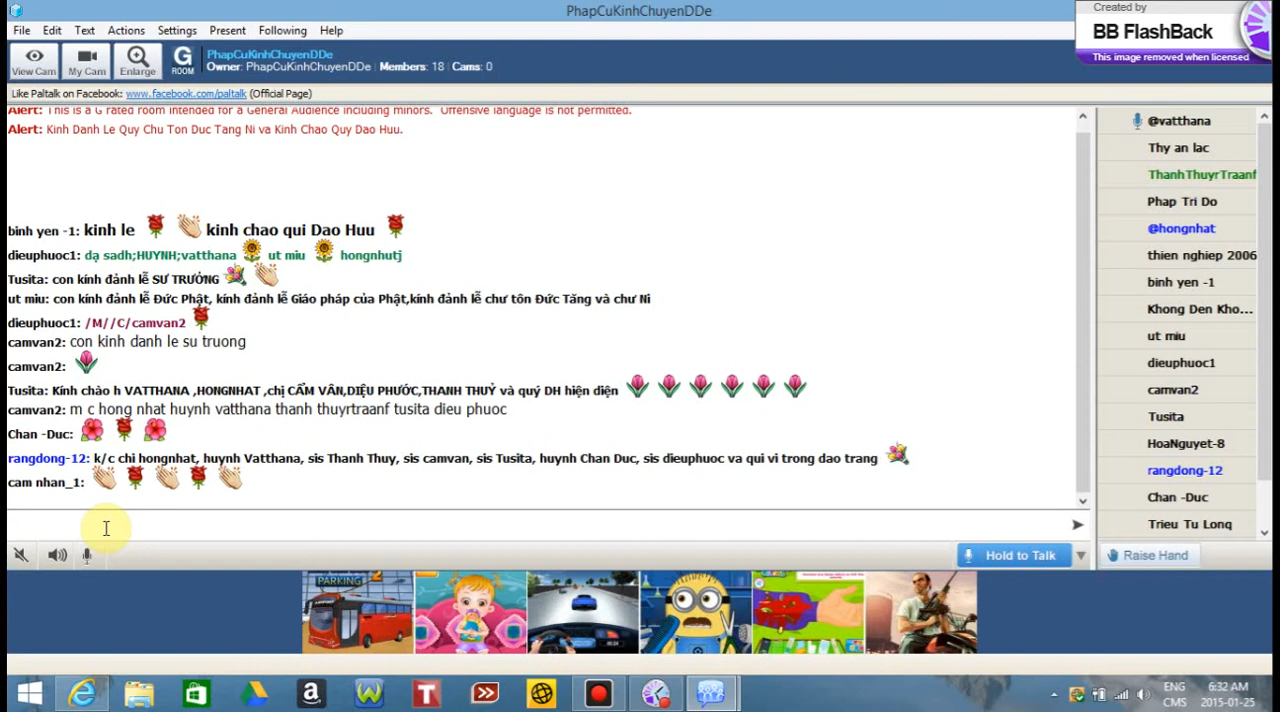 PhapCuKinhChuyenDDe
Created by
BB FlashBack
This image removed when licensed
File Edit Text Actions Settings Present Following Help
View Cam
My Cam
Enlarge
G
ROOM
PhapCuKinhChuyenDDe
Owner: PhapCuKinhChuyenDDe Members: 18 Cams: 0
Like Paltalk on Facebook: www.facebook.com/paltalk (Official Page)
Alert: This is a G rated room intended for a General Audience including minors. Offensive language is not permitted.
Alert: Kinh Danh Le Quy Chu Ton Duc Tang Ni va Kinh Chao Quy Dao Huu.
binh yen -1: kinh le kinh chao qui Dao Huu
dieuphuoc1: dạ sadh;HUYNH;vatthana ut miu hongnhutj
Tusita: con kính đảnh lễ SƯ TRƯỞNG
ut miu: con kính đảnh lễ Đức Phật, kính đảnh lễ Giáo pháp của Phật,kính đảnh lễ chư tôn Đức Tăng và chư Ni
dieuphuoc1: /M//C/camvan2
camvan2: con kinh danh le su truong
camvan2:
Tusita: Kính chào h VATTHANA ,HONGNHAT ,chị CẨM VÂN,DIỆU PHƯỚC,THANH THUỶ và quý DH hiện diện
camvan2: m c hong nhat huynh vatthana thanh thuyrtraanf tusita dieu phuoc
Chan -Duc:
rangdong-12: k/c chi hongnhat, huynh Vatthana, sis Thanh Thuy, sis camvan, sis Tusita, huynh Chan Duc, sis dieuphuoc va qui vi trong dao trang
cam nhan_1:
@vatthana
Thy an lac
ThanhThuyrTraanf
Phap Tri Do
@hongnhat
thien nghiep 2006
binh yen -1
Khong Den Kho...
ut miu
dieuphuoc1
camvan2
Tusita
HoaNguyet-8
rangdong-12
Chan -Duc
Trieu Tu Long
Hold to Talk
Raise Hand
PARKING
ENG
CMS
6:32 AM
2015-01-25